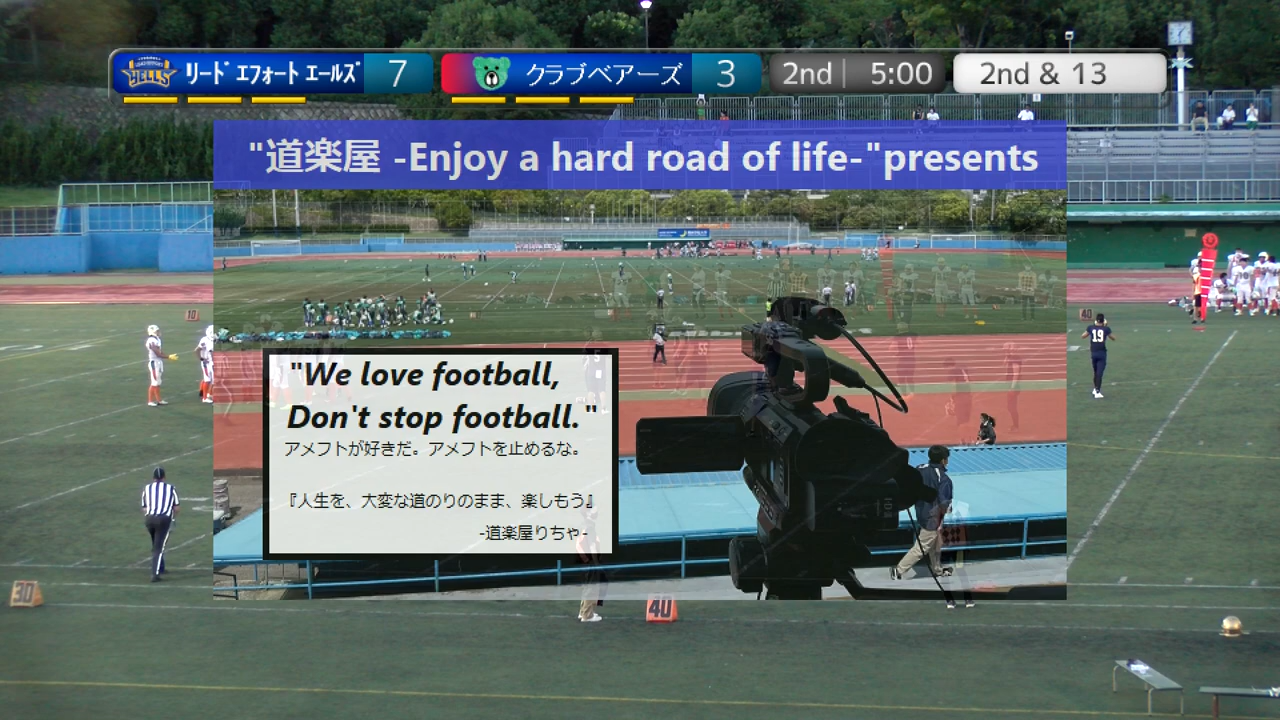 HELLS
リード エフォート エールズ 7
クラブベアーズ 3
2nd 5:00
2nd & 13
"道楽屋 -Enjoy a hard road of life-"presents
"We love football,
Don't stop football."
アメフトが好きだ。アメフトを止めるな。
『人生を、大変な道のりのまま、楽しもう』
-道楽屋りちゃ-
10
40
19
30
40